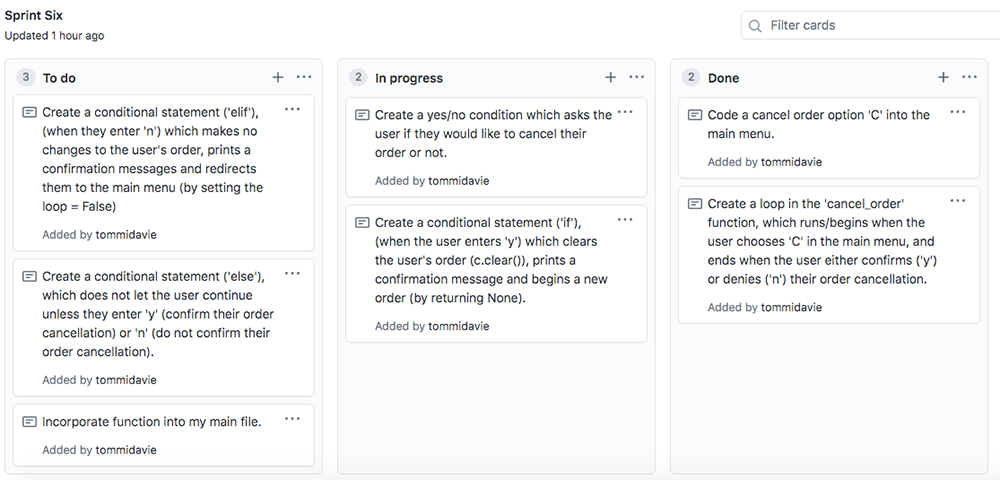 Sprint Six
Updated 1 hour ago
Filter cards
3 To do
Create a conditional statement ('elif'),
(when they enter 'n') which makes no
changes to the user's order, prints a
confirmation messages and redirects
them to the main menu (by setting the
loop = False)
Added by tommidavie
Create a conditional statement ('else'),
which does not let the user continue
unless they enter 'y' (confirm their order
cancellation) or 'n' (do not confirm their
order cancellation).
Added by tommidavie
Incorporate function into my main file.
Added by tommidavie
2 In progress
Create a yes/no condition which asks the
user if they would like to cancel their
order or not.
Added by tommidavie
Create a conditional statement ('if'),
(when the user enters 'y') which clears
the user's order (c.clear()), prints a
confirmation message and begins a new
order (by returning None).
Added by tommidavie
2 Done
Code a cancel order option 'C' into the
main menu.
Added by tommidavie
Create a loop in the 'cancel_order'
function, which runs/begins when the
user chooses 'C' in the main menu, and
ends when the user either confirms ('y')
or denies ('n') their order cancellation.
Added by tommidavie